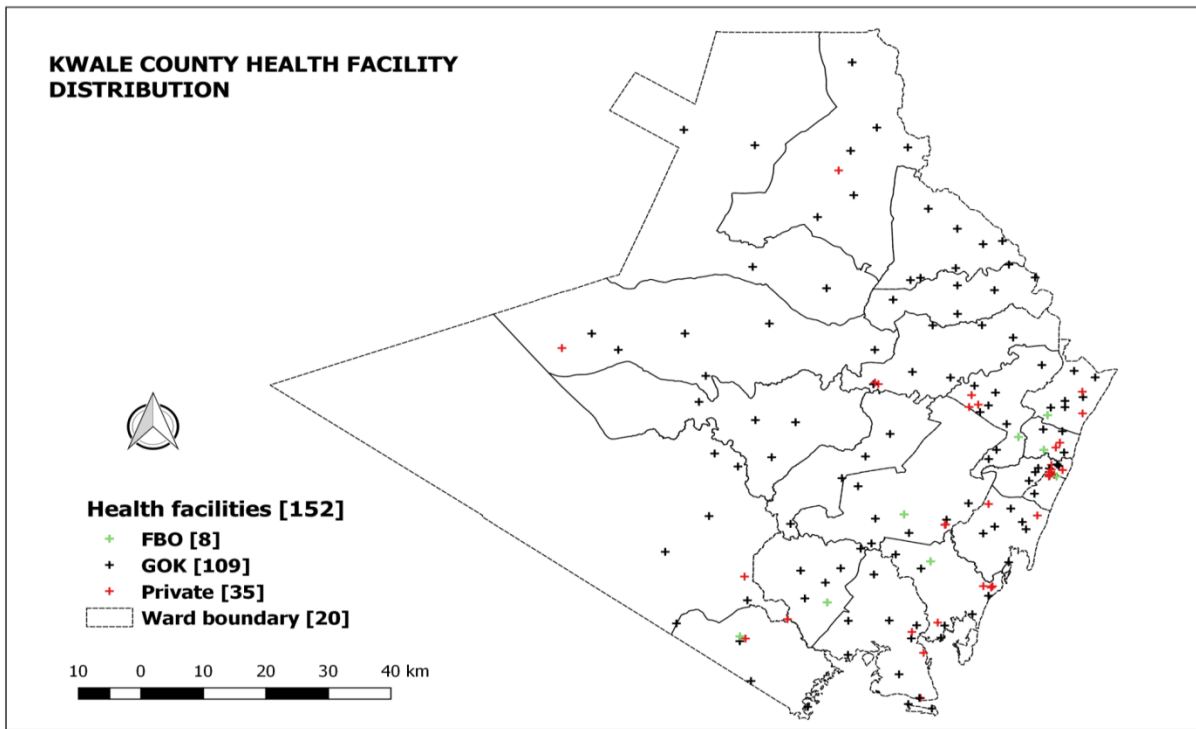 KWALE COUNTY HEALTH FACILITY
DISTRIBUTION
Health facilities [152]
FBO [8]
GOK [109]
Private [35]
Ward boundary [20]
10 0 10 20 30 40 km